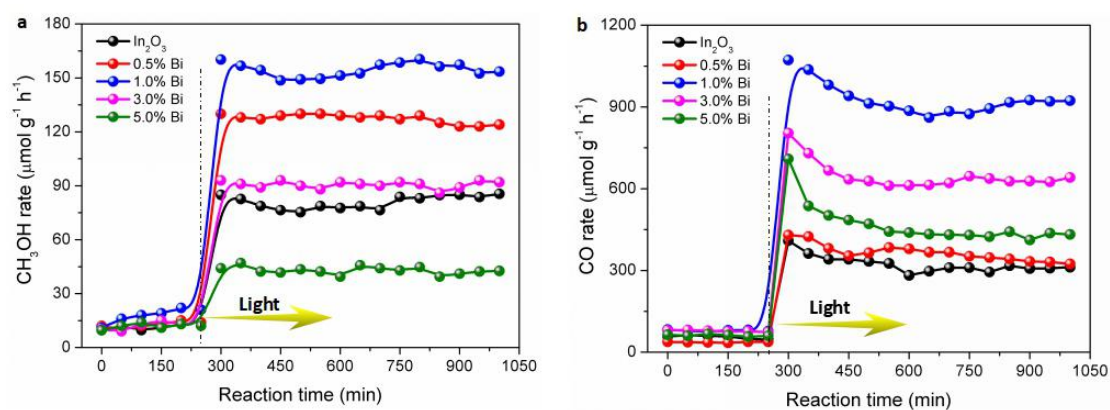 a
CH₃OH rate (μmol g⁻¹ h⁻¹)
180
150
120
90
60
30
0
In₂O₃
0.5% Bi
1.0% Bi
3.0% Bi
5.0% Bi
Light
0 150 300 450 600 750 900 1050
Reaction time (min)
b
CO rate (μmol g⁻¹ h⁻¹)
1200
900
600
300
0
In₂O₃
0.5% Bi
1.0% Bi
3.0% Bi
5.0% Bi
Light
0 150 300 450 600 750 900 1050
Reaction time (min)